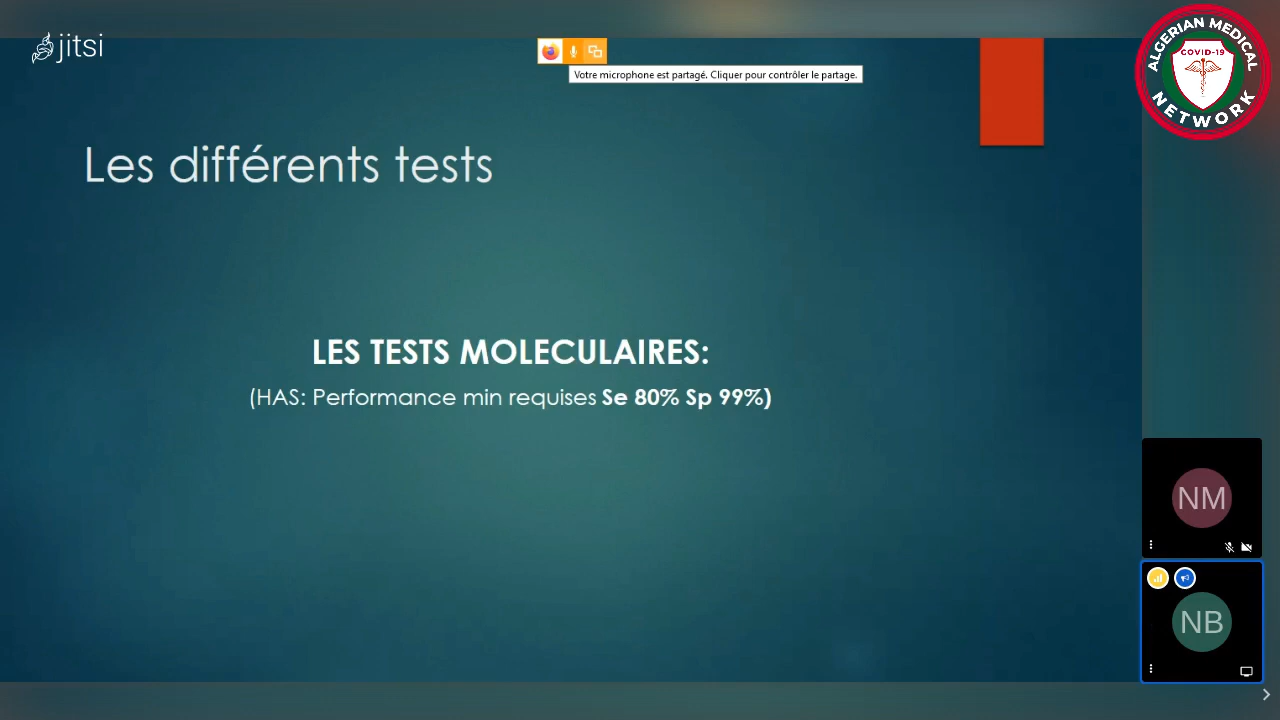 jitsi
Votre microphone est partagé. Cliquer pour contrôler le partage.
ALGERIAN MEDICAL
COVID-19
NETWORK
Les différents tests
LES TESTS MOLECULAIRES:
(HAS: Performance min requises Se 80% Sp 99%)
NM
NB